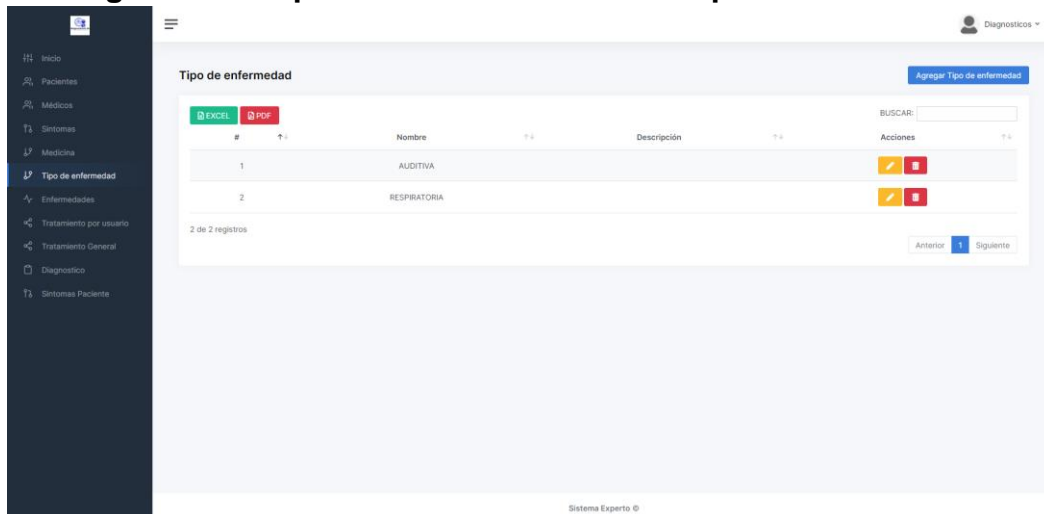 Diagnosticos
Inicio
Pacientes
Médicos
Sintomas
Medicina
Tipo de enfermedad
Enfermedades
Tratamiento por usuario
Tratamiento General
Diagnostico
Sintomas Paciente
Tipo de enfermedad
Agregar Tipo de enfermedad
EXCEL PDF
BUSCAR:
# Nombre Descripción Acciones
1 AUDITIVA
2 RESPIRATORIA
2 de 2 registros
Anterior 1 Siguiente
Sistema Experto ©